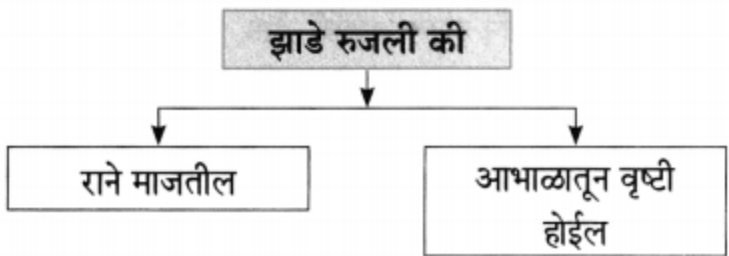 झाडे रुजली की
राने माजतील
आभाळातून वृष्टी
होईल